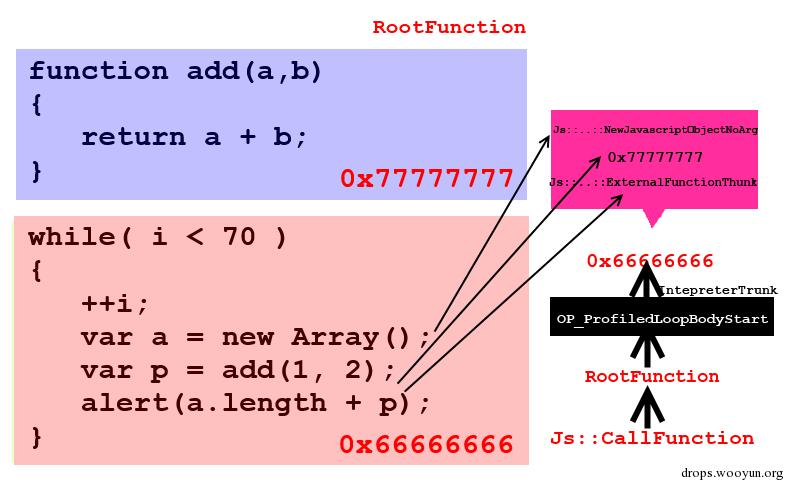 RootFunction
function add(a,b)
{
return a + b;
}
0x77777777
while( i < 70 )
{
++i;
var a = new Array();
var p = add(1, 2);
alert(a.length + p);
}
0x66666666
Js::..::NewJavascriptObjectNoArg
0x77777777
Js::..::ExternalFunctionThunk
0x66666666
IntepreterTrunk
OP_ProfiledLoopBodyStart
RootFunction
Js::CallFunction
drops.wooyun.org